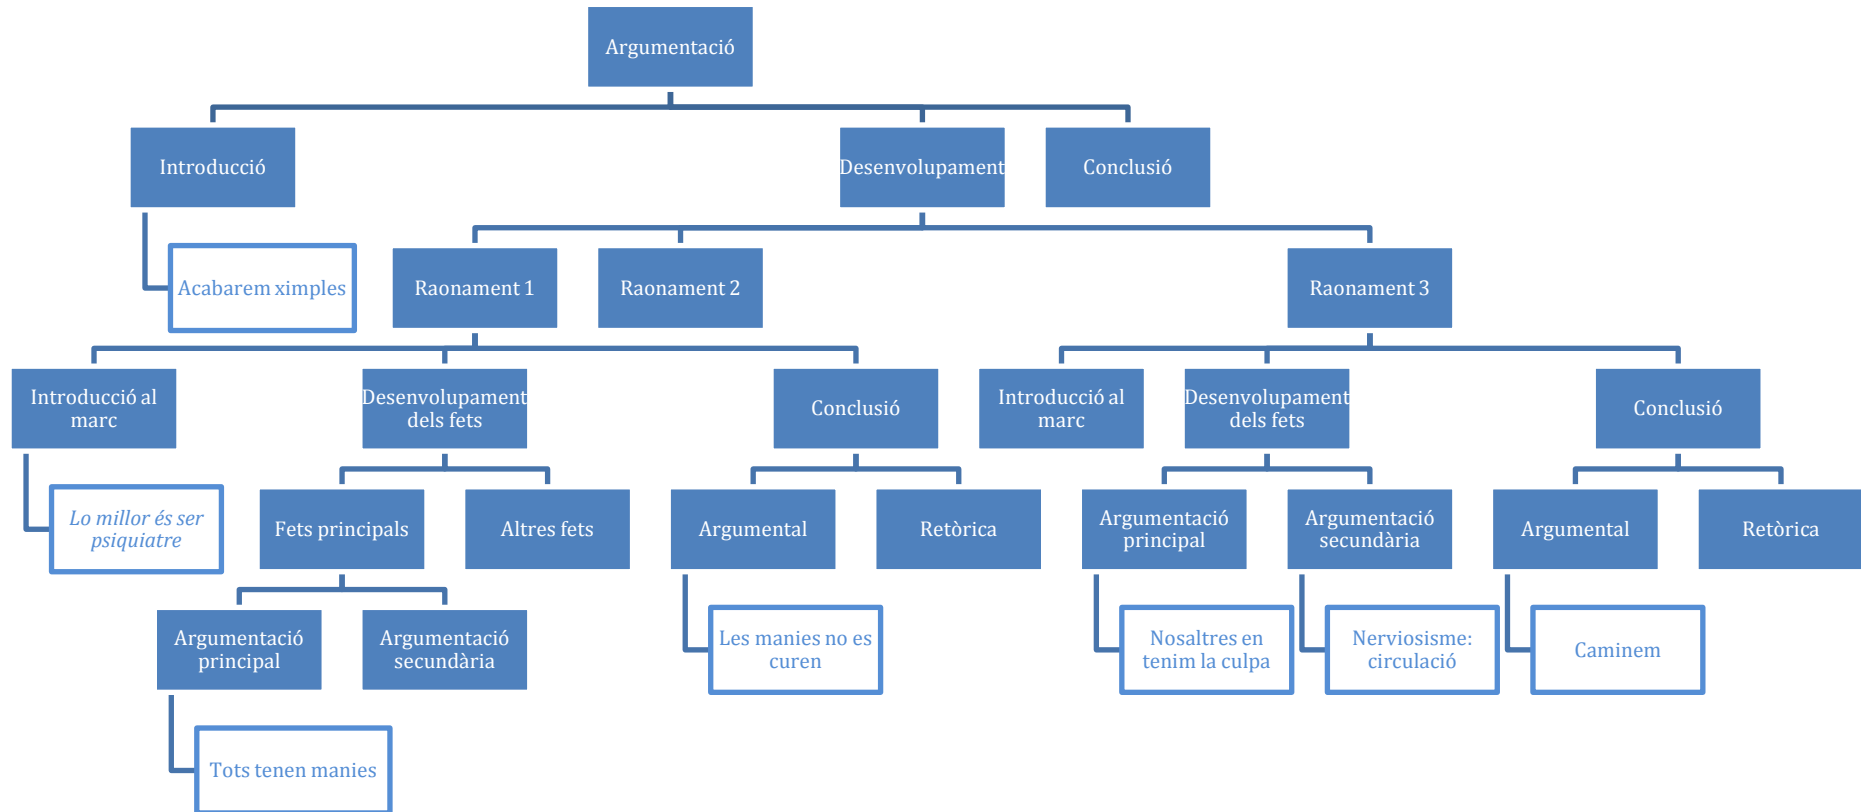 Argumentació
Introducció
Desenvolupament
Conclusió
Acabarem ximples
Raonament 1
Raonament 2
Raonament 3
Introducció al
marc
Desenvolupament
dels fets
Conclusió
Introducció al
marc
Desenvolupament
dels fets
Conclusió
Lo millor és ser
psiquiatre
Fets principals
Altres fets
Argumental
Retòrica
Argumentació
principal
Argumentació
secundària
Argumental
Retòrica
Argumentació
principal
Argumentació
secundària
Les manies no es
curen
Nosaltres en
tenim la culpa
Nerviosisme:
circulació
Caminem
Tots tenen manies